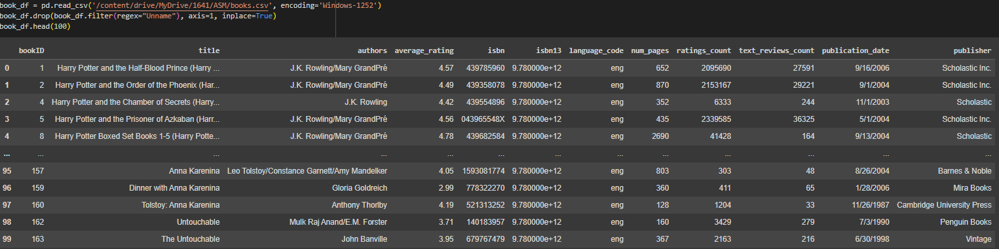 book_df = pd.read_csv('/content/drive/MyDrive/1641/ASM/books.csv', encoding='Windows-1252')
book_df.drop(book_df.filter(regex="Unname"), axis=1, inplace=True)
book_df.head(100)
bookID title authors average_rating isbn isbn13 language_code num_pages ratings_count text_reviews_count publication_date publisher
0 1 Harry Potter and the Half-Blood Prince (Harry ... J.K. Rowling/Mary GrandPré 4.57 439785960 9.780000e+12 eng 652 2095690 27591 9/16/2006 Scholastic Inc.
1 2 Harry Potter and the Order of the Phoenix (Har... J.K. Rowling/Mary GrandPré 4.49 439358078 9.780000e+12 eng 870 2153167 29221 9/1/2004 Scholastic Inc.
2 4 Harry Potter and the Chamber of Secrets (Harry... J.K. Rowling 4.42 439554896 9.780000e+12 eng 352 6333 244 11/1/2003 Scholastic
3 5 Harry Potter and the Prisoner of Azkaban (Harr... J.K. Rowling/Mary GrandPré 4.56 043965548X 9.780000e+12 eng 435 2339585 36325 5/1/2004 Scholastic Inc.
4 8 Harry Potter Boxed Set Books 1-5 (Harry Potte... J.K. Rowling/Mary GrandPré 4.78 439682584 9.780000e+12 eng 2690 41428 164 9/13/2004 Scholastic
... ... ... ... ... ... ... ... ... ... ... ... ...
95 157 Anna Karenina Leo Tolstoy/Constance Garnett/Amy Mandelker 4.05 1593081774 9.780000e+12 eng 803 303 48 8/26/2004 Barnes & Noble
96 159 Dinner with Anna Karenina Gloria Goldreich 2.99 778322270 9.780000e+12 eng 360 411 65 1/28/2006 Mira Books
97 160 Tolstoy: Anna Karenina Anthony Thorlby 4.19 521313252 9.780000e+12 eng 128 1204 33 11/26/1987 Cambridge University Press
98 162 Untouchable Mulk Raj Anand/E.M. Forster 3.71 140183957 9.780000e+12 eng 160 3429 279 7/3/1990 Penguin Books
99 163 The Untouchable John Banville 3.95 679767479 9.780000e+12 eng 367 2163 216 6/30/1998 Vintage